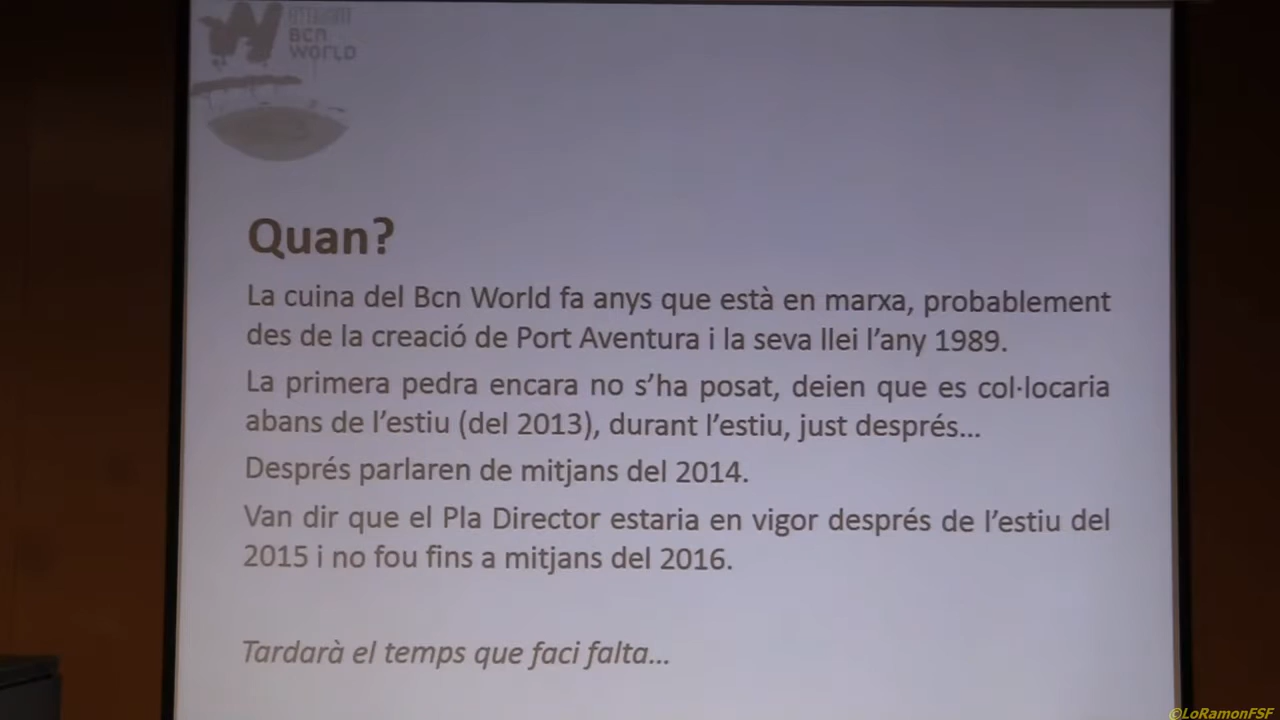 BCN
WORLD
Quan?
La cuina del Bcn World fa anys que està en marxa, probablement
des de la creació de Port Aventura i la seva llei l’any 1989.
La primera pedra encara no s’ha posat, deien que es col·locaria
abans de l’estiu (del 2013), durant l’estiu, just després...
Després parlaren de mitjans del 2014.
Van dir que el Pla Director estaria en vigor després de l’estiu del
2015 i no fou fins a mitjans del 2016.
Tardarà el temps que faci falta...
©LoRamonFSF